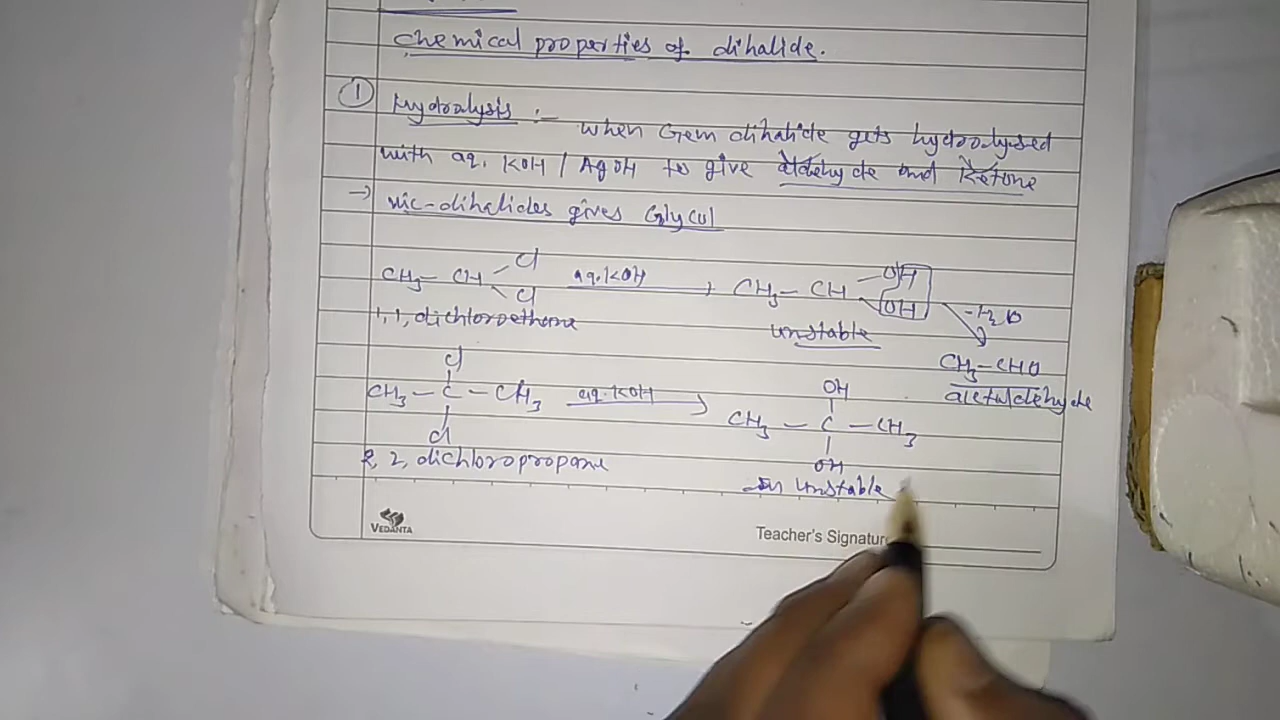 chemical properties of dihalide.
① Hydrolysis :- when Gem dihalide gets hydrolysed
with aq. KOH / AgOH to give aldehyde and Ketone
→ vic-dihalides gives Glycol
CH3 - CH Cl Cl aq. KOH → CH3 - CH OH OH -H2O
1,1, dichloroethane unstable CH3-CHO
acetaldehyde
Cl OH
CH3 - C - CH3 aq. KOH → CH3 - C - CH3
Cl OH
2, 2, dichloropropane unstable
VEDANTA
Teacher's Signature